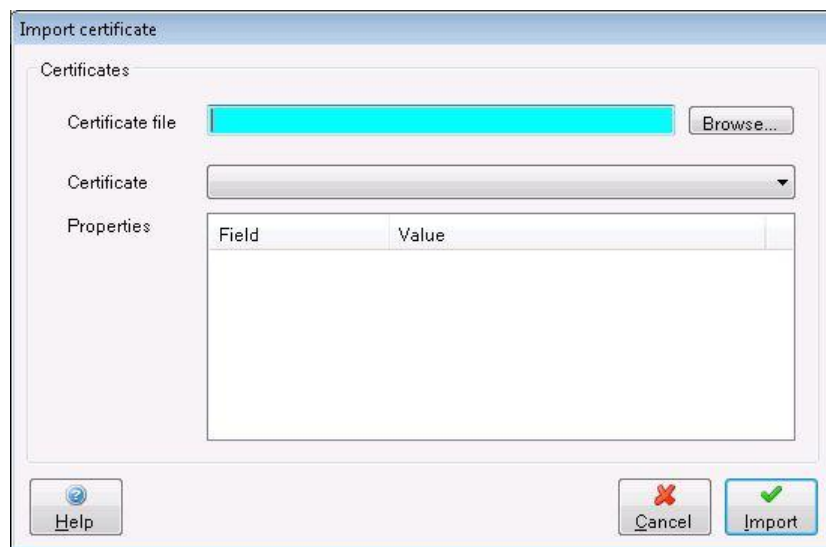 Import certificate
Certificates
Certificate file
Browse...
Certificate
Properties
Field Value
Help
Cancel
Import